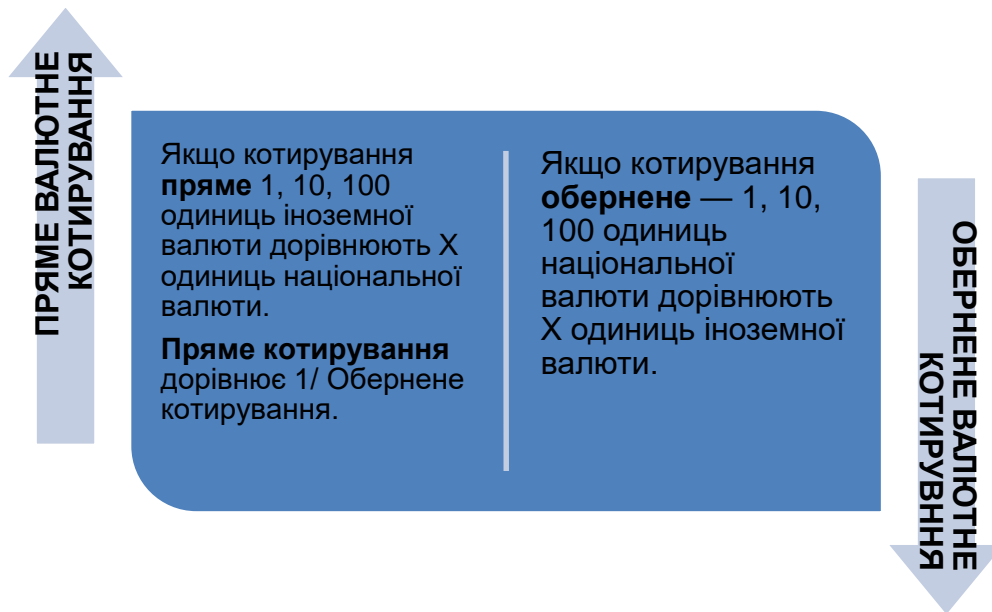 ПРЯМЕ ВАЛЮТНЕ
КОТИРУВАННЯ
Якщо котирування
пряме 1, 10, 100
одиниць іноземної
валюти дорівнюють X
одиниць національної
валюти.
Пряме котирування
дорівнює 1/ Обернене
котирування.
Якщо котирування
обернене — 1, 10,
100 одиниць
національної
валюти дорівнюють
X одиниць іноземної
валюти.
ОБЕРНЕНЕ ВАЛЮТНЕ
КОТИРУВННЯ